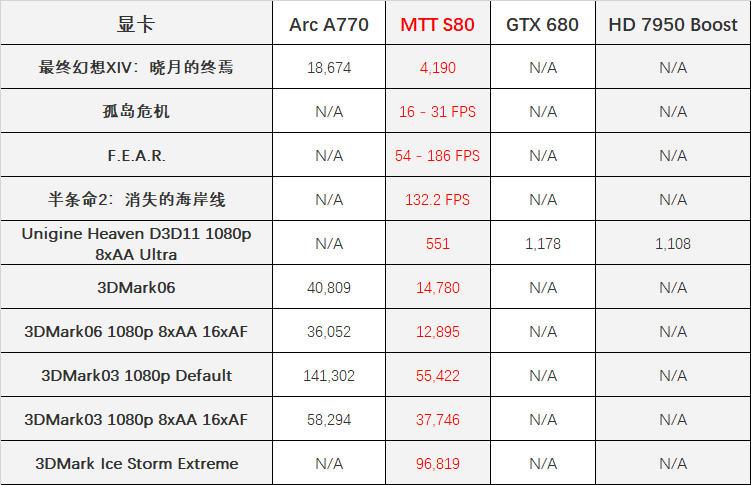 显卡 Arc A770 MTT S80 GTX 680 HD 7950 Boost
最终幻想XIV：晓月的终焉 18,674 4,190 N/A N/A
孤岛危机 N/A 16 - 31 FPS N/A N/A
F.E.A.R. N/A 54 - 186 FPS N/A N/A
半条命2：消失的海岸线 N/A 132.2 FPS N/A N/A
Unigine Heaven D3D11 1080p
8xAA Ultra N/A 551 1,178 1,108
3DMark06 40,809 14,780 N/A N/A
3DMark06 1080p 8xAA 16xAF 36,052 12,895 N/A N/A
3DMark03 1080p Default 141,302 55,422 N/A N/A
3DMark03 1080p 8xAA 16xAF 58,294 37,746 N/A N/A
3DMark Ice Storm Extreme N/A 96,819 N/A N/A